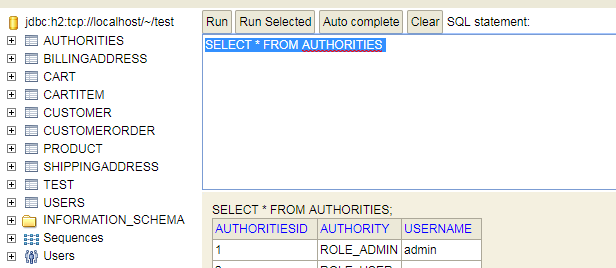 jdbc:h2:tcp://localhost/~/test
AUTHORITIES
BILLINGADDRESS
CART
CARTITEM
CUSTOMER
CUSTOMERORDER
PRODUCT
SHIPPINGADDRESS
TEST
USERS
INFORMATION_SCHEMA
Sequences
Users
Run Run Selected Auto complete Clear SQL statement:
SELECT * FROM AUTHORITIES
SELECT * FROM AUTHORITIES;
AUTHORITIESID AUTHORITY USERNAME
1 ROLE_ADMIN admin